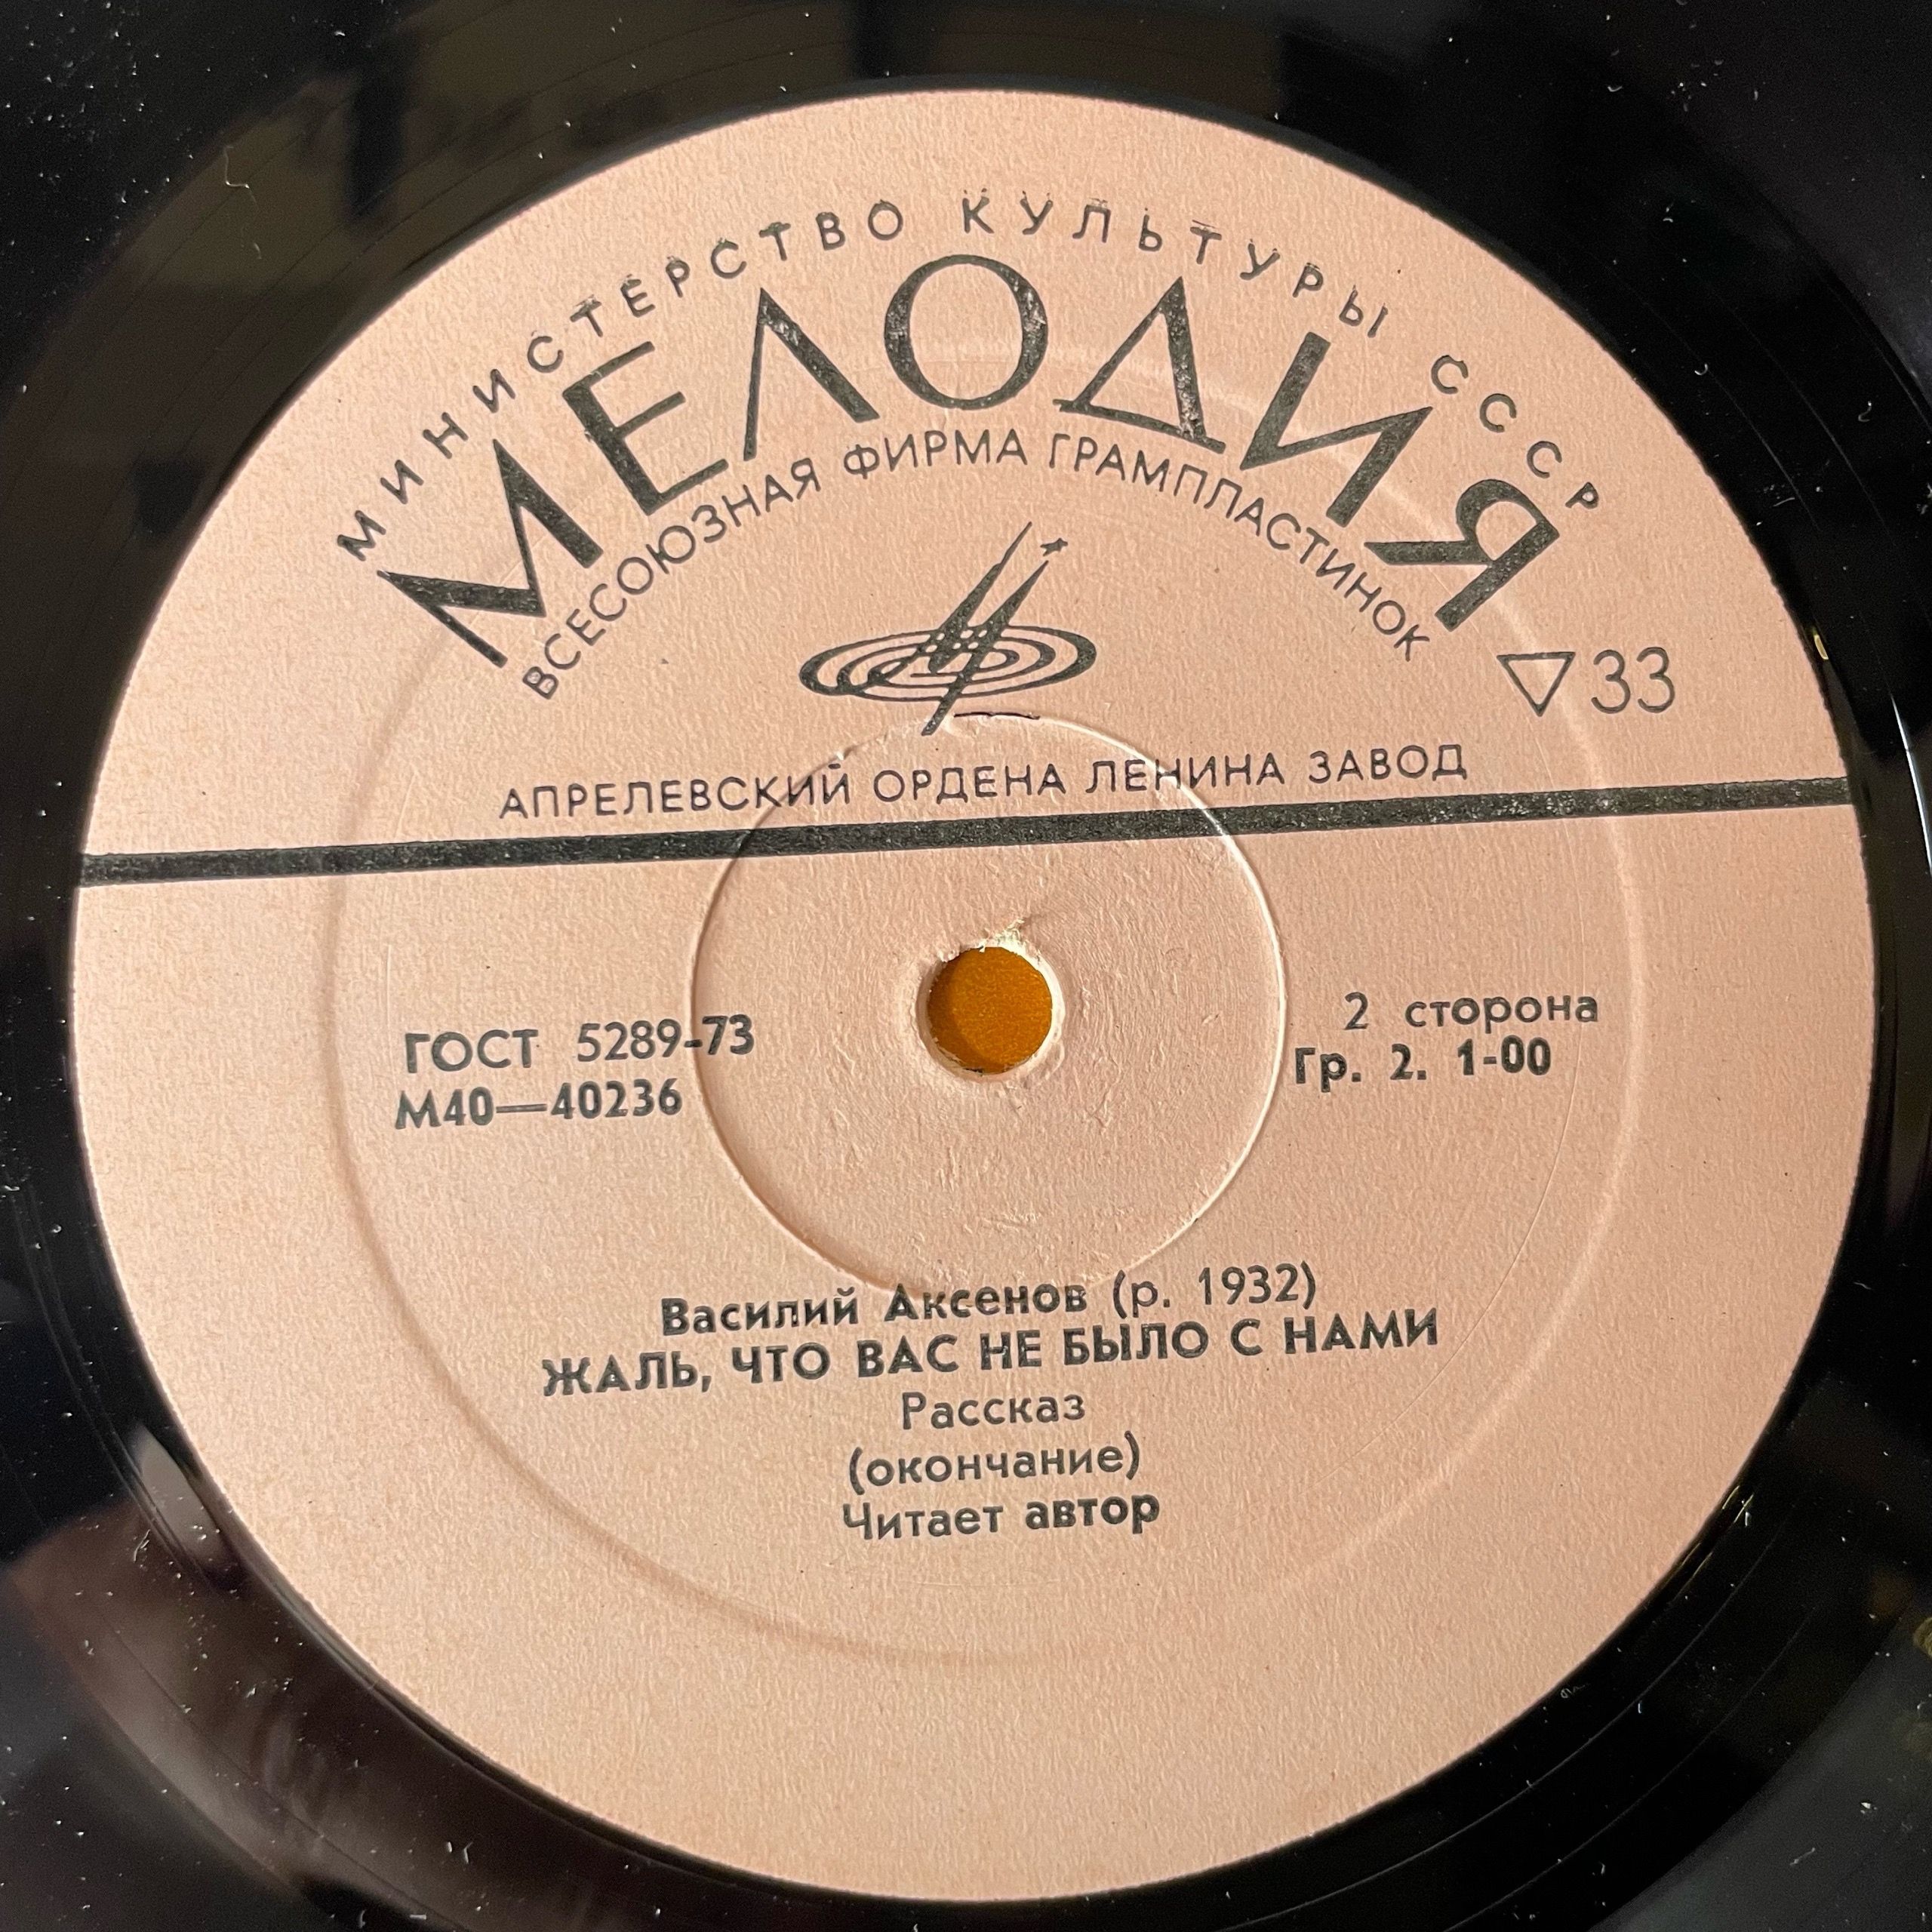 МИНИСТЕРСТВО КУЛЬТУРЫ СССР
МЕЛОДИЯ
ВСЕСОЮЗНАЯ ФИРМА ГРАМПЛАСТИНОК
▽33
АПРЕЛЕВСКИЙ ОРДЕНА ЛЕНИНА ЗАВОД
ГОСТ 5289-73
М40—40236
2 сторона
Гр. 2. 1-00
Василий Аксенов (р. 1932)
ЖАЛЬ, ЧТО ВАС НЕ БЫЛО С НАМИ
Рассказ
(окончание)
Читает автор